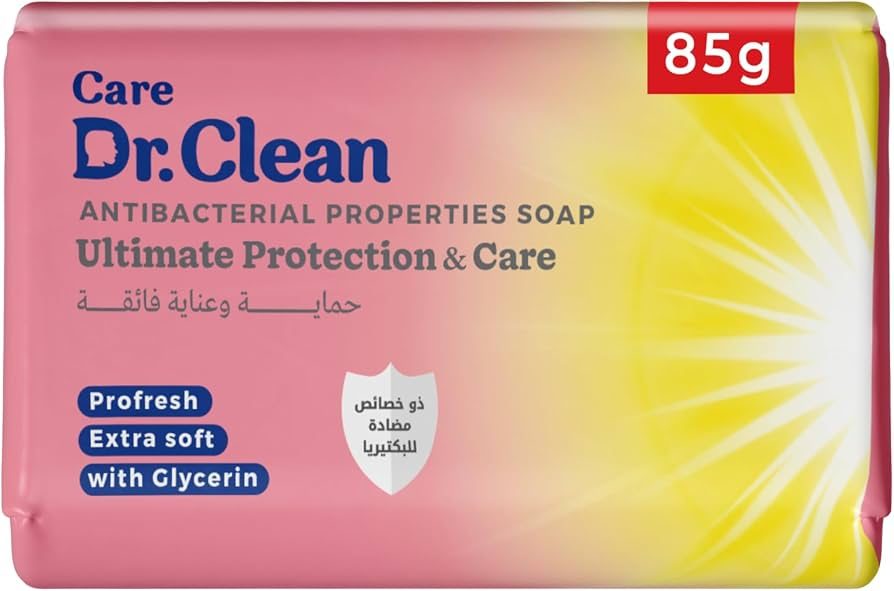 85g
Care
Dr.Clean
ANTIBACTERIAL PROPERTIES SOAP
Ultimate Protection & Care
حمايـــــــة وعناية فائقـــة
Profresh
Extra soft
with Glycerin
ذو خصائص
مضادة
للبكتيريا